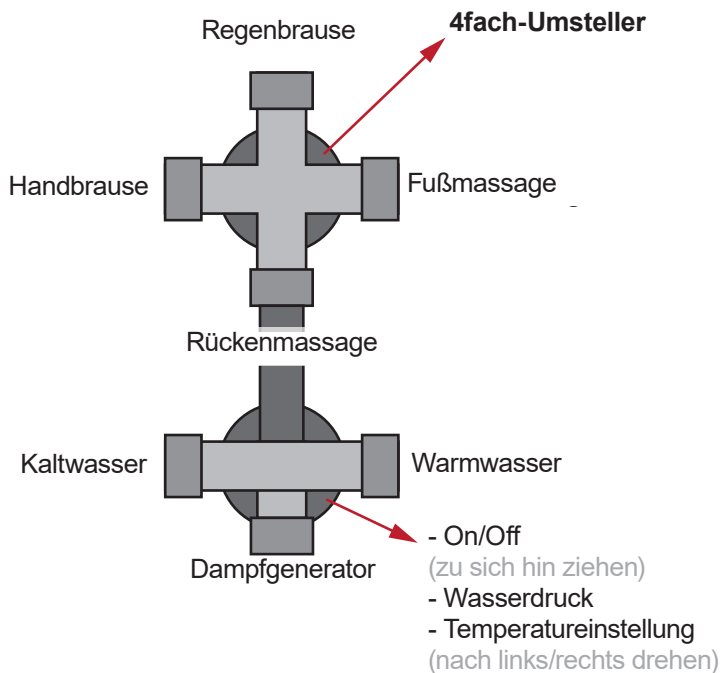 Regenbrause
4fach-Umsteller
Handbrause
Fußmassage
Rückenmassage
Kaltwasser
Warmwasser
Dampfgenerator
- On/Off
(zu sich hin ziehen)
- Wasserdruck
- Temperatureinstellung
(nach links/rechts drehen)